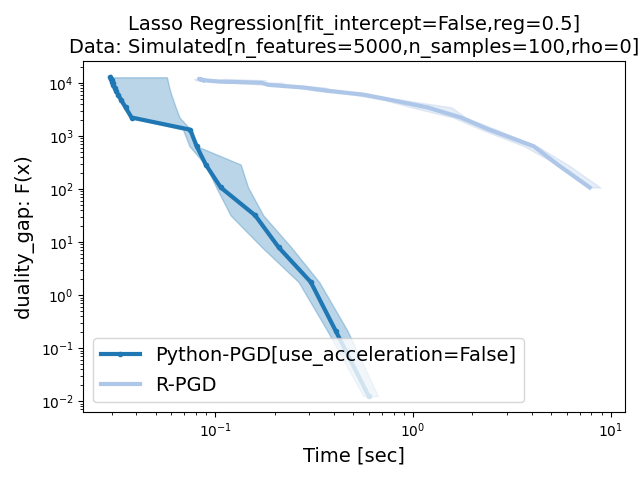 Lasso Regression[fit_intercept=False,reg=0.5]
Data: Simulated[n_features=5000,n_samples=100,rho=0]
duality_gap: F(x)
10⁴
10³
10²
10¹
10⁰
10⁻¹
10⁻²
Python-PGD[use_acceleration=False]
R-PGD
10⁻¹
10⁰
10¹
Time [sec]